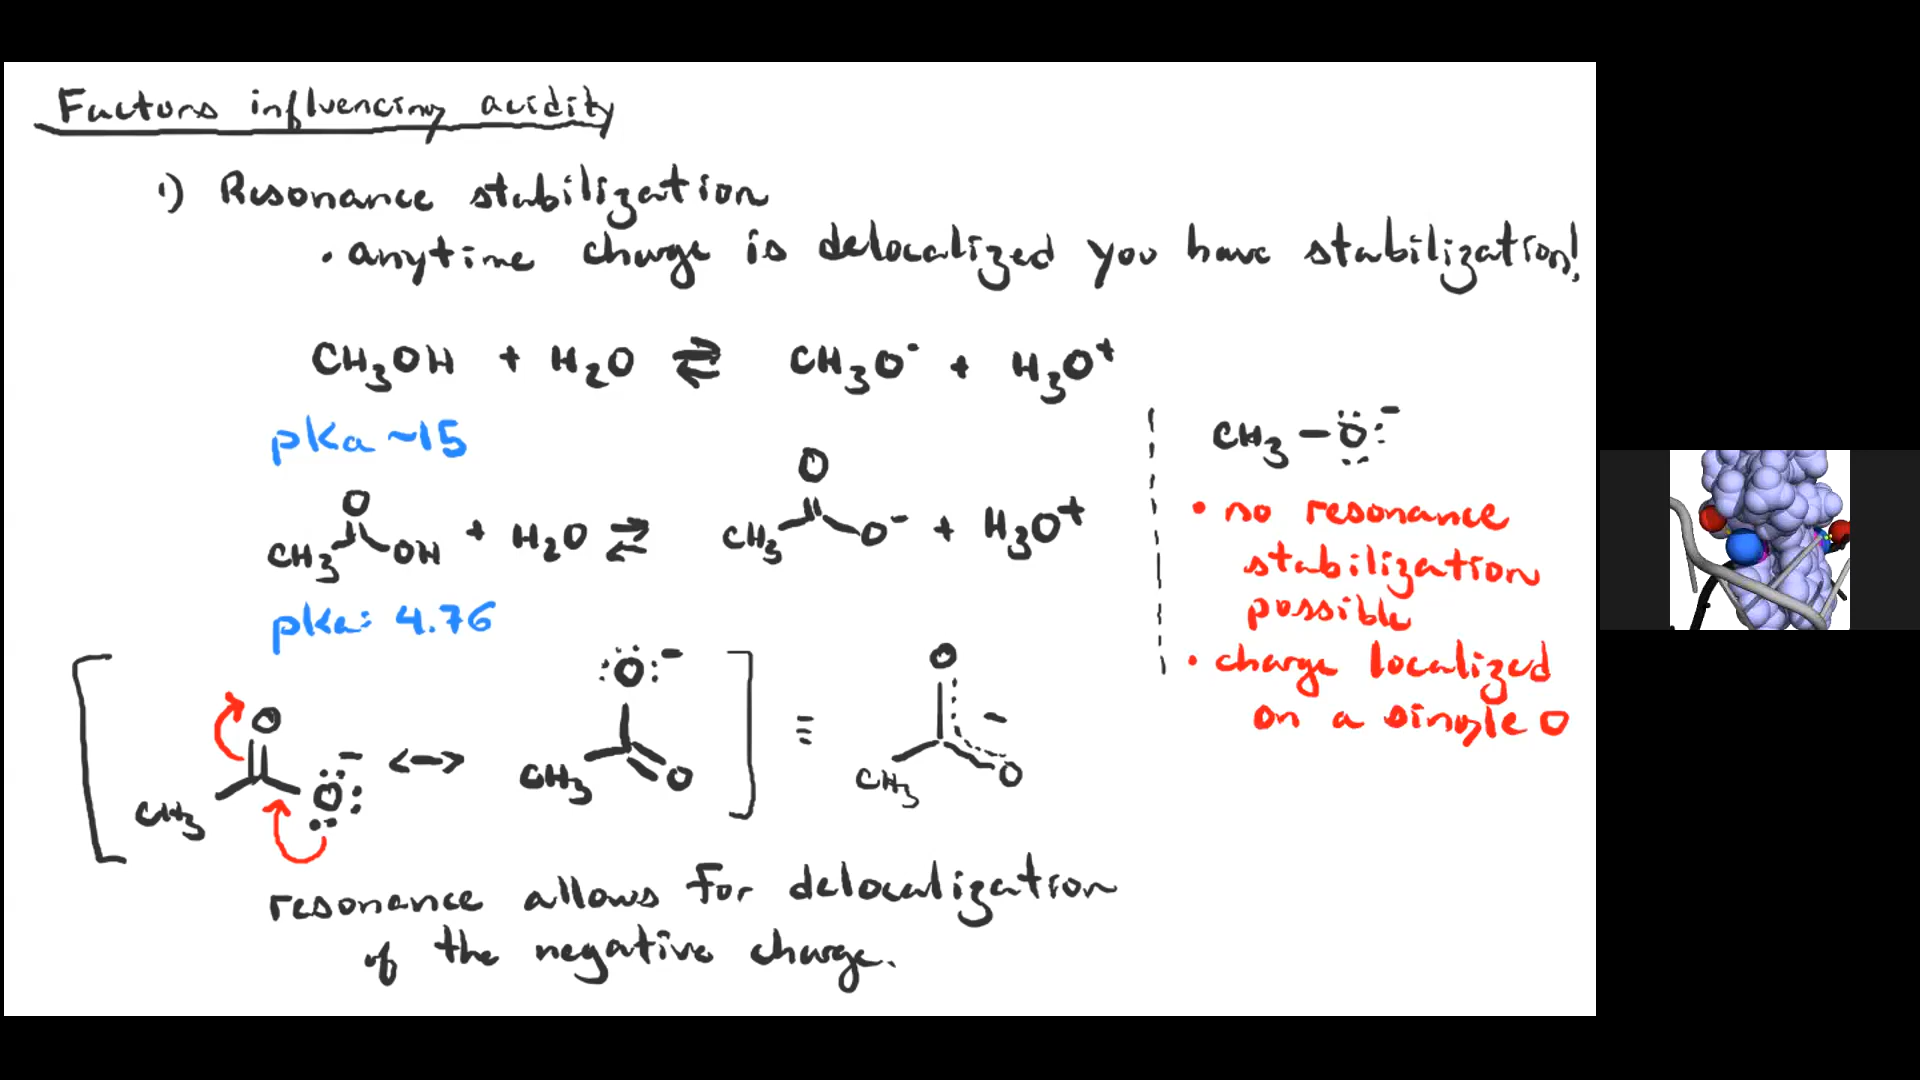 Factors influencing acidity
1) Resonance stabilization
• anytime charge is delocalized you have stabilization!
CH3OH + H2O ⇌ CH3O⁻ + H3O⁺
pKa ~15
CH3 – O⁻
O
O
CH3 OH + H2O ⇌ CH3 O⁻ + H3O⁺
• no resonance
stabilization
possible
pKa: 4.76
• charge localized
on a single O
[ O O⁻ ] O
CH3 O⁻ ↔ CH3 O ≡ CH3 O⁻
resonance allows for delocalization
of the negative charge.